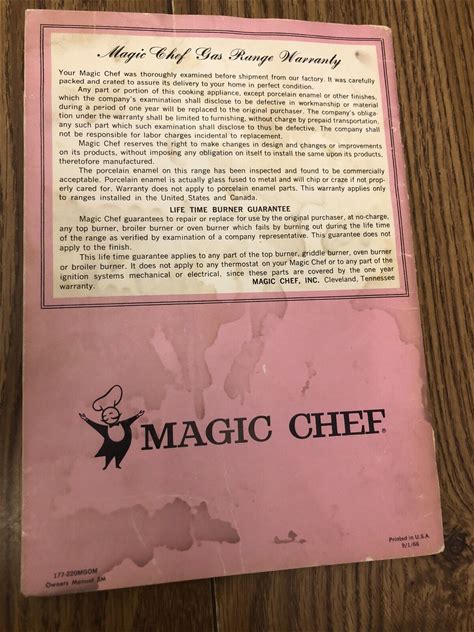 Magic Chef Gas Range Warranty
Your Magic Chef was thoroughly examined before shipment from our factory. It was carefully
packed and crated to assure its delivery to your home in perfect condition.
Any part or portion of this cooking appliance, except porcelain enamel or other finishes,
which the company's examination shall disclose to be defective in workmanship or material
during a period of one year will be replaced to the original purchaser. The company's obliga-
tion under the warranty shall be limited to furnishing, without charge by prepaid transportation,
any such part which such examination shall disclose to thus be defective. The company shall
not be responsible for labor charges incidental to replacement.
Magic Chef reserves the right to make changes in design and changes or improvements
on its products, without imposing any obligation on itself to install the same upon its products,
theretofore manufactured.
The porcelain enamel on this range has been inspected and found to be commercially
acceptable. Porcelain enamel is actually glass fused to metal and will chip or craze if not prop-
erly cared for. Warranty does not apply to porcelain enamel parts. This warranty applies only
to ranges installed in the United States and Canada.
LIFE TIME BURNER GUARANTEE
Magic Chef guarantees to repair or replace for use by the original purchaser, at no-charge,
any top burner, broiler burner or oven burner which fails by burning out during the life time
of the range as verified by examination of a company representative. This guarantee does not
apply to the finish.
This life time guarantee applies to any part of the top burner, griddle burner, oven burner
or broiler burner. It does not apply to any thermostat on your Magic Chef or to any part of the
ignition systems mechanical or electrical, since these parts are covered by the one year
warranty. MAGIC CHEF, INC. Cleveland, Tennessee
MAGIC CHEF®
Printed in U.S.A.
9/1/66
177-220MGOM
Owners Manual 5M